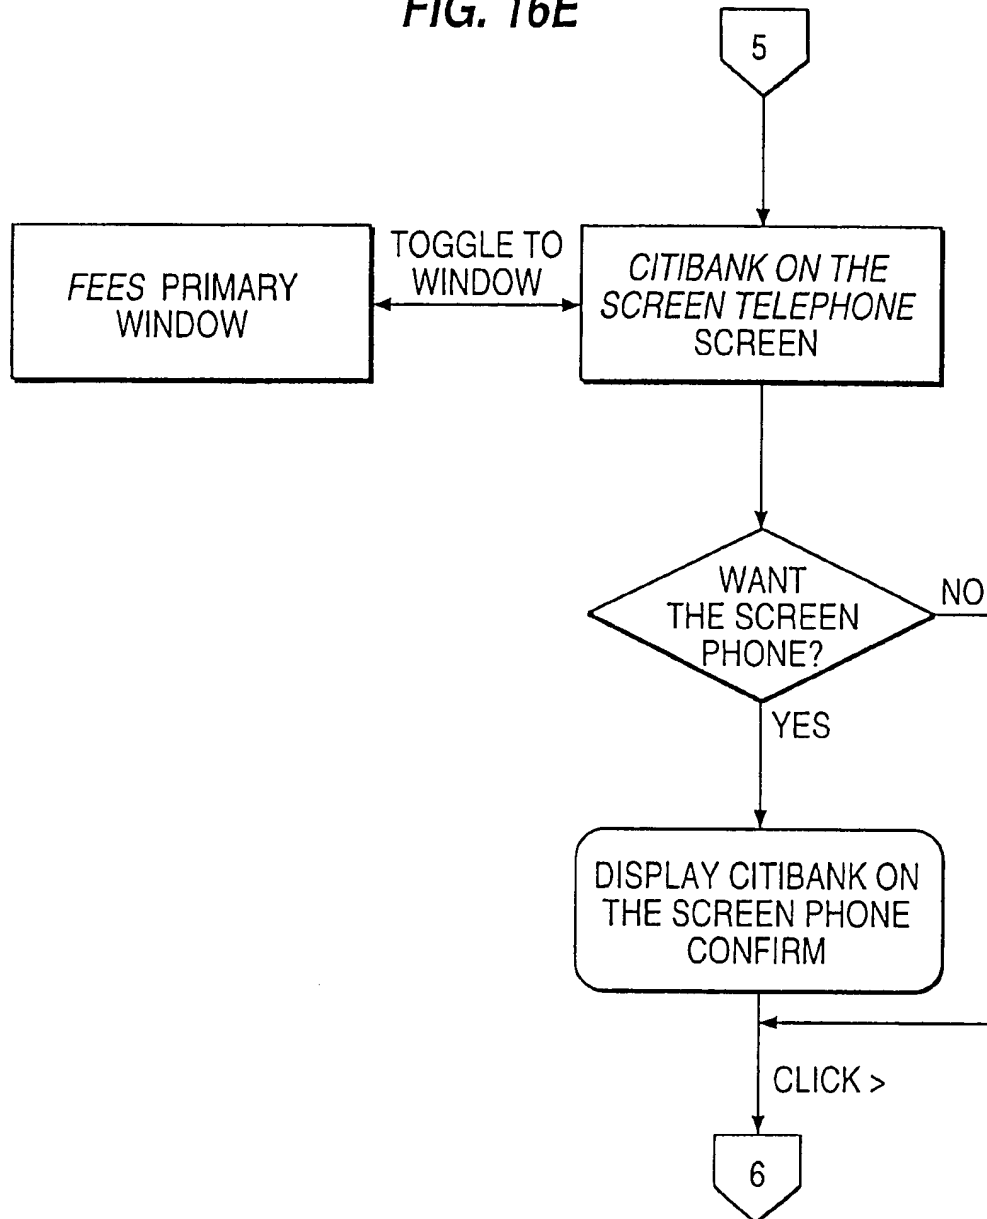 FIG. 16E
5
FEES PRIMARY
WINDOW
TOGGLE TO
WINDOW
CITIBANK ON THE
SCREEN TELEPHONE
SCREEN
WANT
THE SCREEN
PHONE?
NO
YES
DISPLAY CITIBANK ON
THE SCREEN PHONE
CONFIRM
CLICK >
6